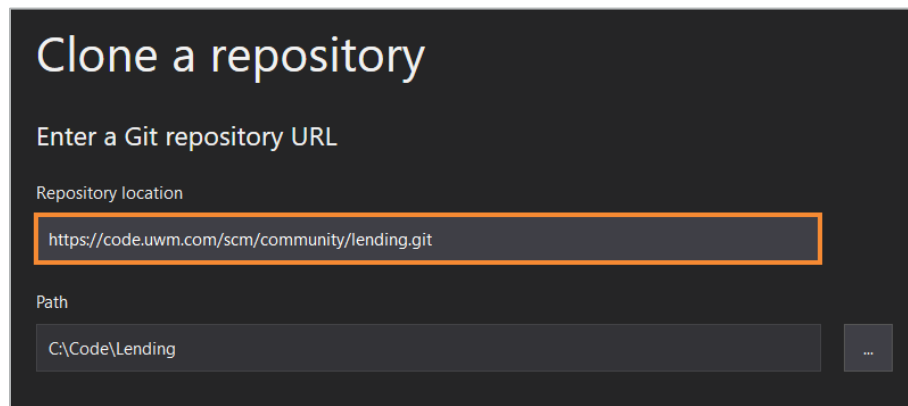 Clone a repository
Enter a Git repository URL
Repository location
https://code.uwm.com/scm/community/lending.git
Path
C:\Code\Lending
...